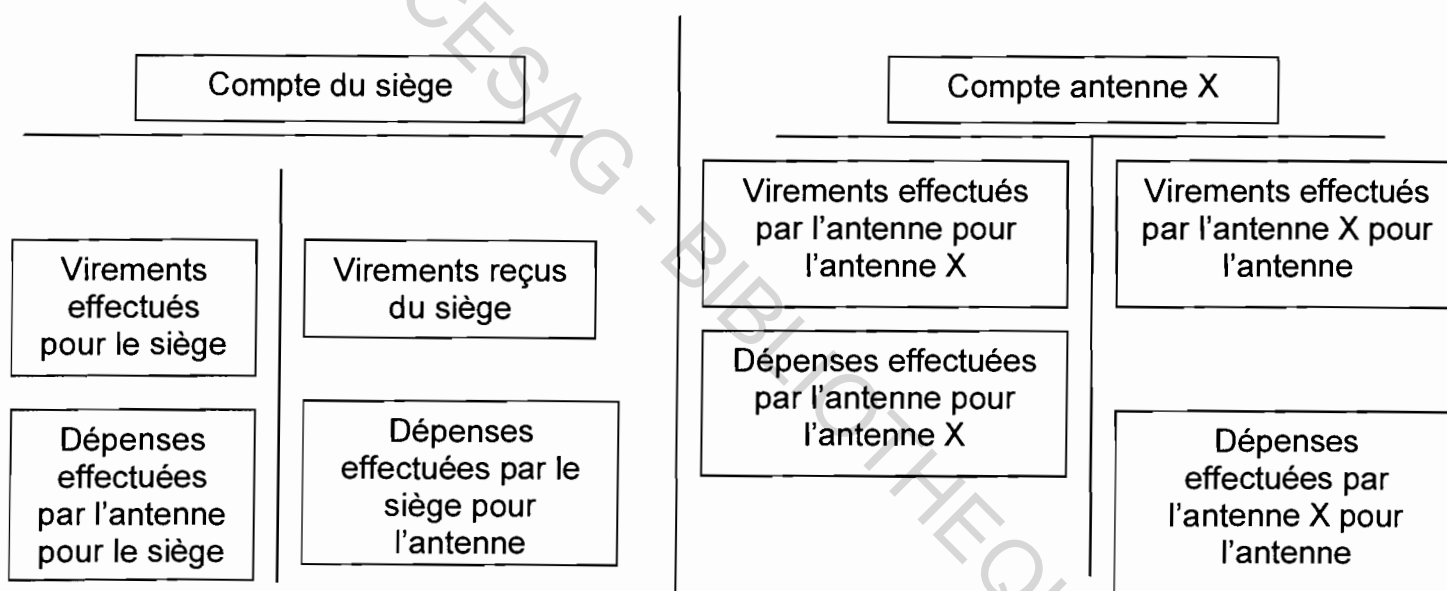 Compte du siège
Virements
effectués
pour le siège
Virements reçus
du siège
Dépenses
effectuées
par l'antenne
pour le siège
Dépenses
effectuées par le
siège pour
l'antenne
Compte antenne X
Virements effectués
par l'antenne pour
l'antenne X
Virements effectués
par l'antenne X pour
l'antenne
Dépenses effectuées
par l'antenne pour
l'antenne X
Dépenses
effectuées par
l'antenne X pour
l'antenne
CESAG - BIBLIOTHEQU